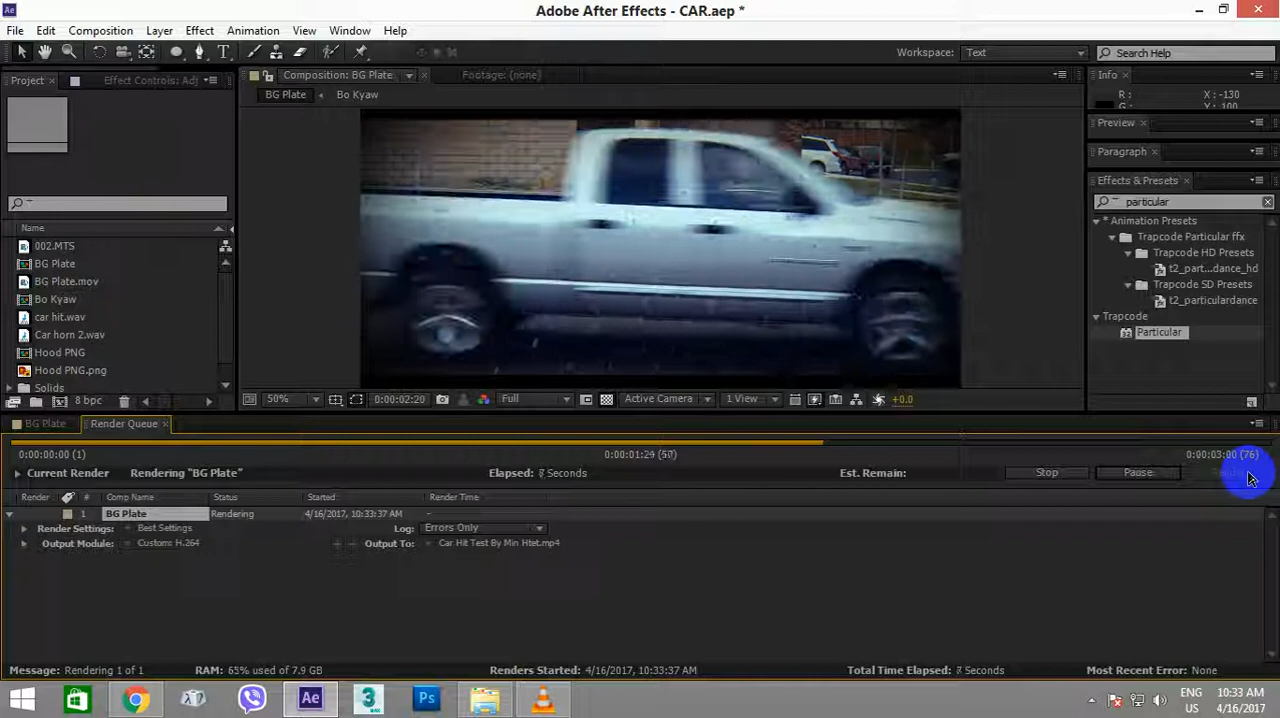 Ae
Adobe After Effects - CAR.aep *
File Edit Composition Layer Effect Animation View Window Help
Workspace: Text Search Help
Project Effect Controls: Adj
Composition: BG Plate Footage: (none)
BG Plate Bo Kyaw
Info
R : X : -130
G : Y : 100
Preview
Paragraph
Effects & Presets
particular
* Animation Presets
Trapcode Particular ffx
Trapcode HD Presets
t2_part...dance_hd
Trapcode SD Presets
t2_particulardance
Trapcode
Particular
Name
002.MTS
BG Plate
BG Plate.mov
Bo Kyaw
car hit.wav
Car horn 2.wav
Hood PNG
Hood PNG.png
Solids
8 bpc
50% 0:00:02:20 Full Active Camera 1 View +0.0
BG Plate Render Queue
0:00:00:00 (1) 0:00:03:00 (76)
Current Render Rendering "BG Plate" Elapsed: Seconds Est. Remain: Stop Pause
Render # Comp Name Status Started Render Time
1 BG Plate Rendering 4/16/2017, 10:33:37 AM -
Render Settings: Best Settings Log: Errors Only
Output Module: Custom: H.264 Output To: Car Hit Test By Min Htet.mp4
Message: Rendering 1 of 1 RAM: 65% used of 7.9 GB Renders Started: 4/16/2017, 10:33:37 AM Total Time Elapsed: Seconds Most Recent Error: None
Ae 3 Ps
ENG 10:33 AM
US 4/16/2017